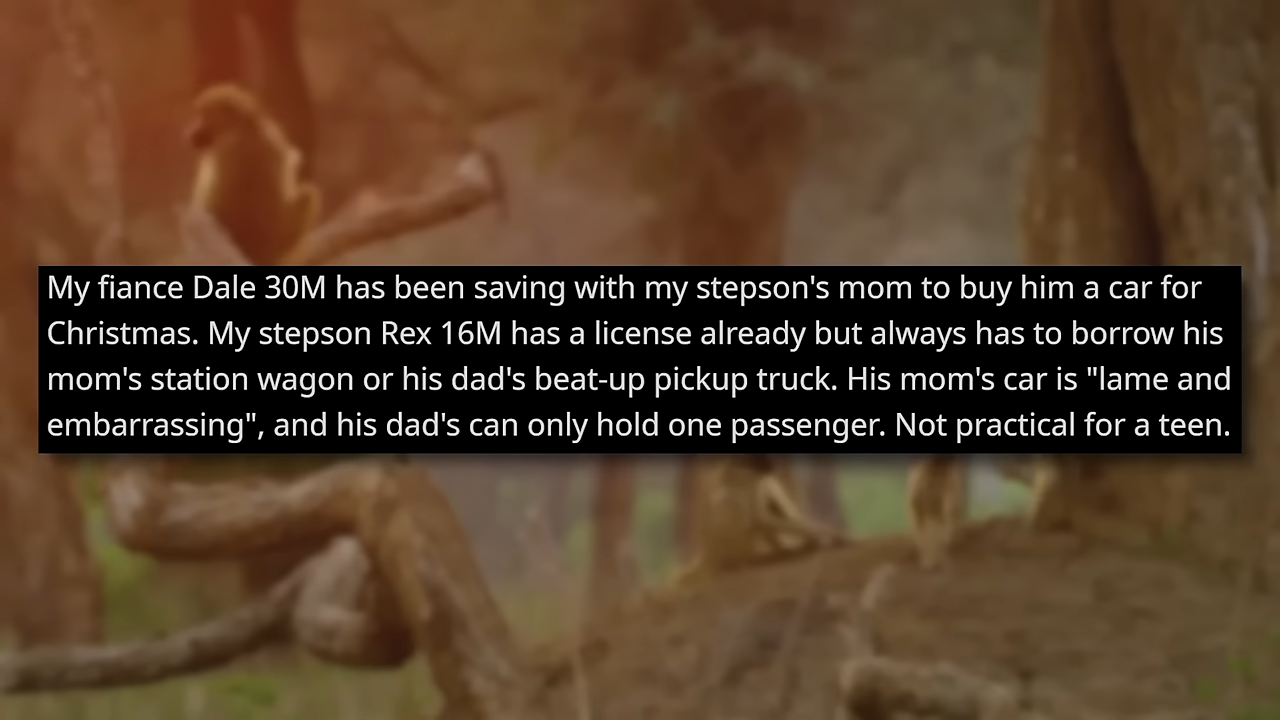 My fiance Dale 30M has been saving with my stepson's mom to buy him a car for
Christmas. My stepson Rex 16M has a license already but always has to borrow his
mom's station wagon or his dad's beat-up pickup truck. His mom's car is "lame and
embarrassing", and his dad's can only hold one passenger. Not practical for a teen.